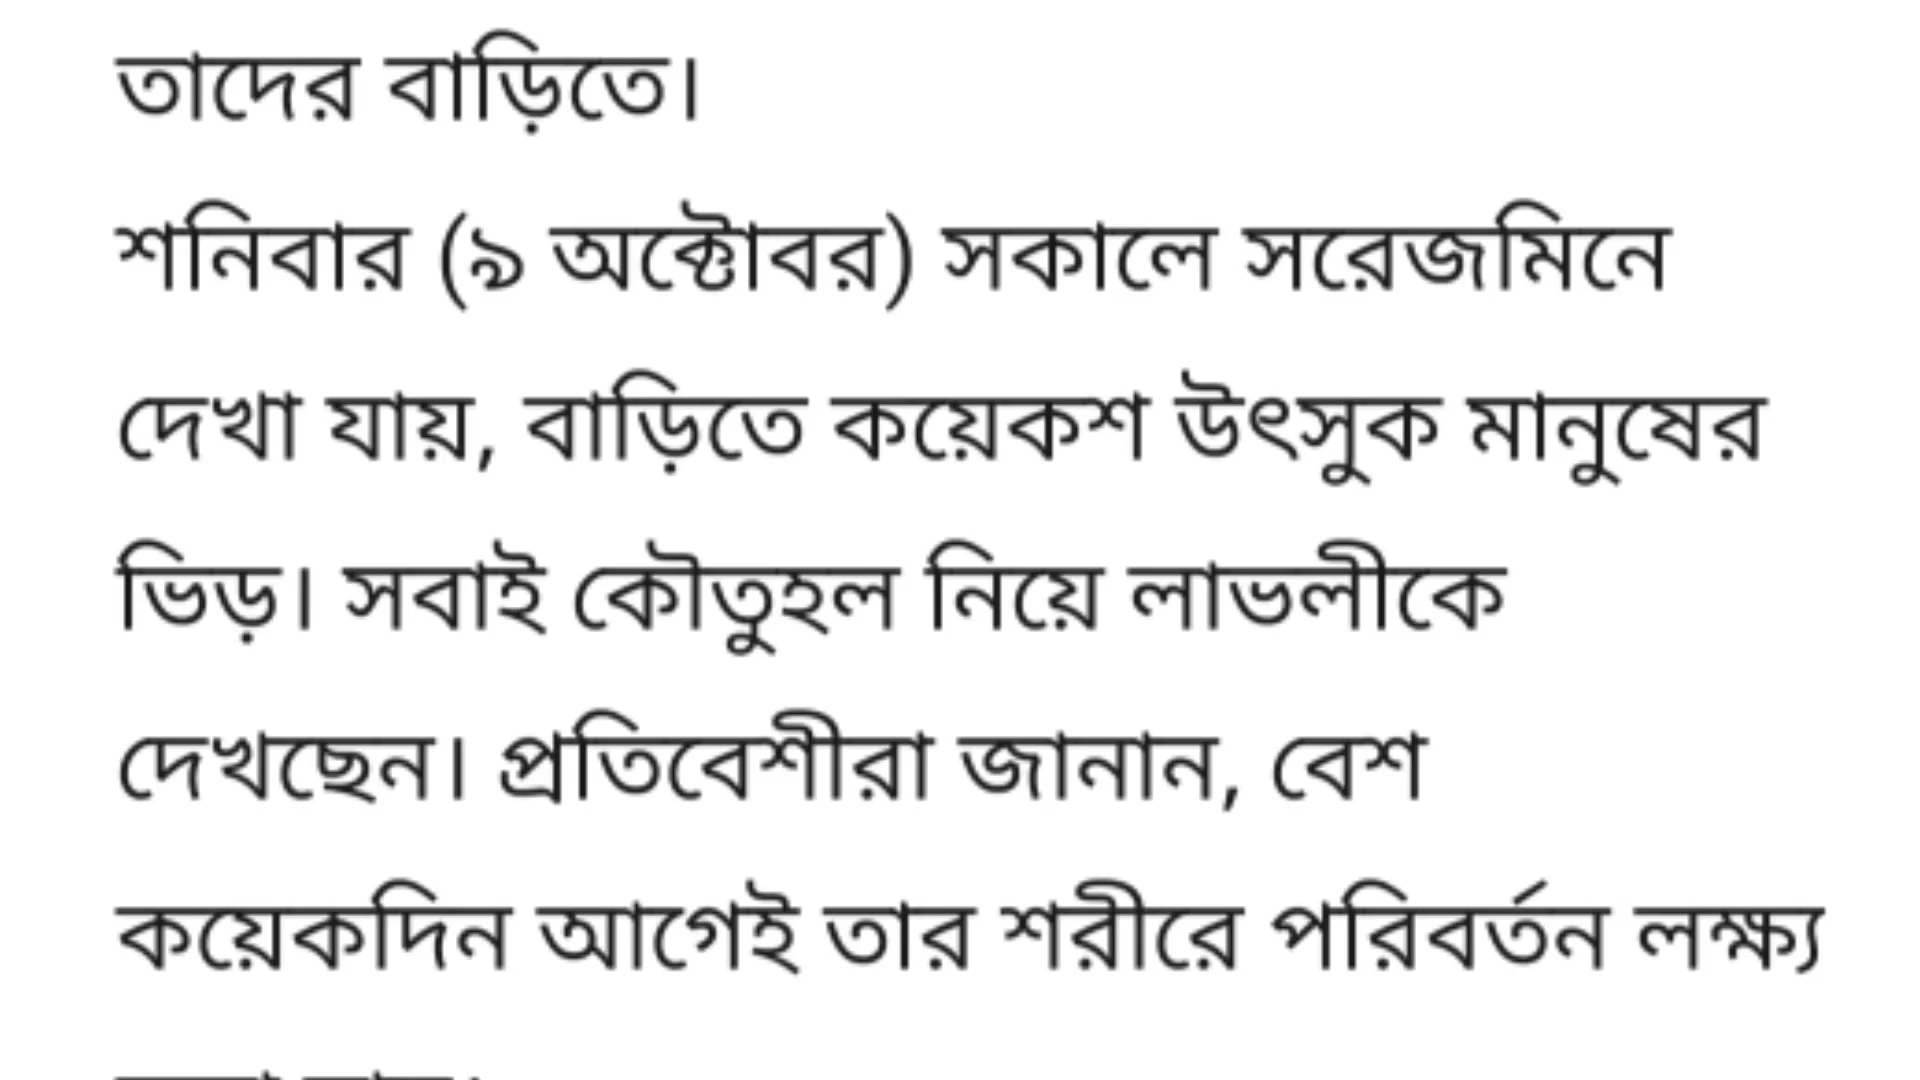 তাদের বাড়িতে।
শনিবার (৯ অক্টোবর) সকালে সরেজমিনে
দেখা যায়, বাড়িতে কয়েকশ উৎসুক মানুষের
ভিড়। সবাই কৌতুহল নিয়ে লাভলীকে
দেখছেন। প্রতিবেশীরা জানান, বেশ
কয়েকদিন আগেই তার শরীরে পরিবর্তন লক্ষ্য